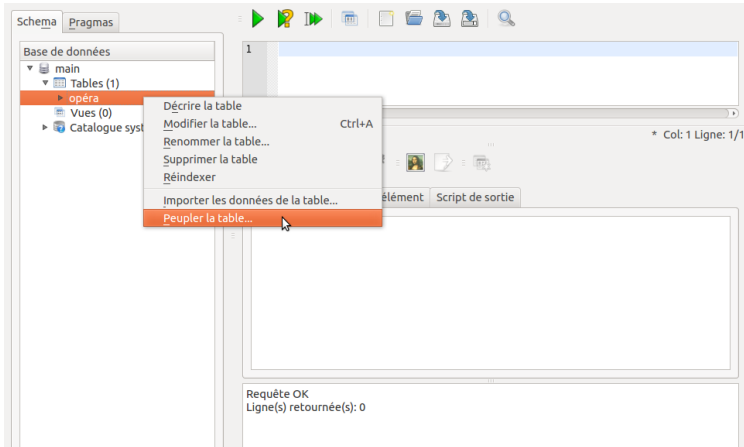 Schema Pragmas
Base de données
main
Tables (1)
opéra
Vues (0)
Catalogue syst
Décrire la table
Modifier la table... Ctrl+A
Renommer la table...
Supprimer la table
Réindexer
Importer les données de la table...
Peupler la table...
1
* Col: 1 Ligne: 1/1
élément Script de sortie
Requête OK
Ligne(s) retournée(s): 0